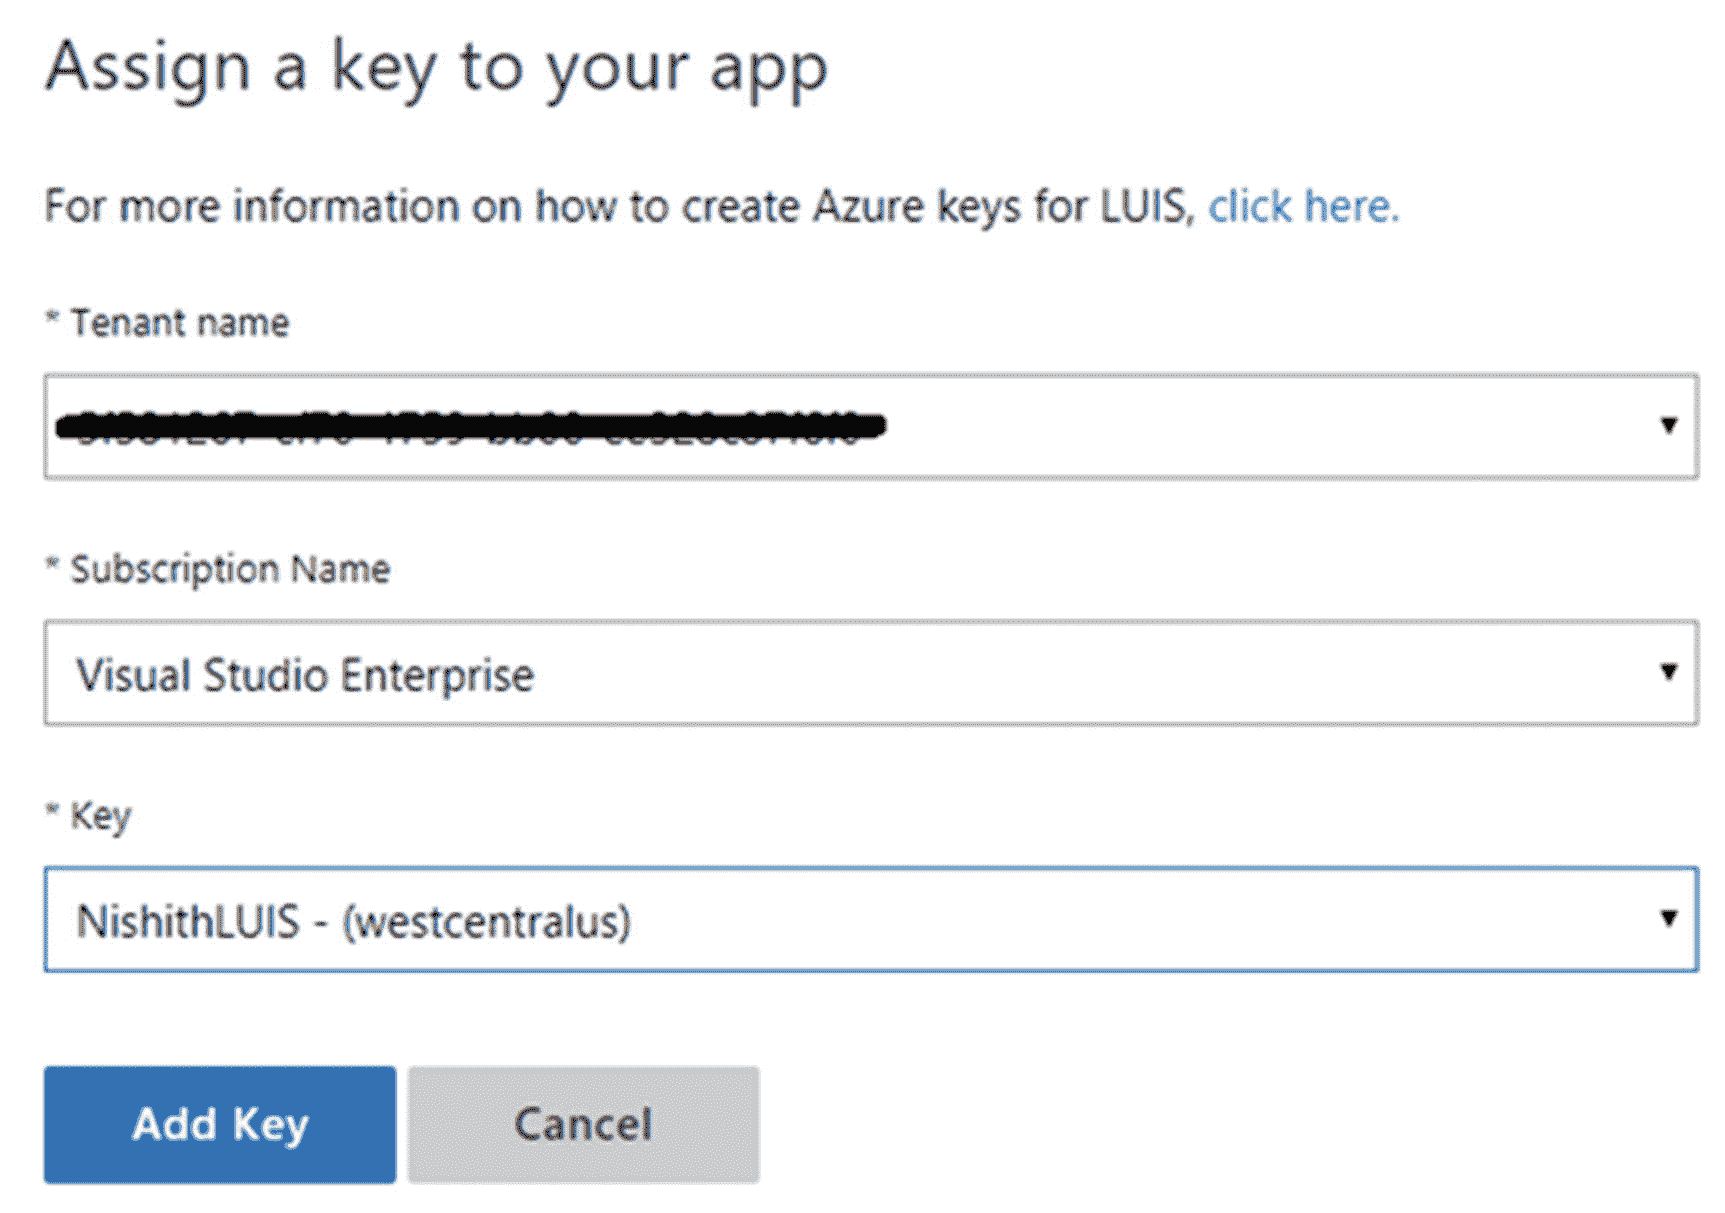 Assign a key to your app
For more information on how to create Azure keys for LUIS, click here.
* Tenant name
* Subscription Name
Visual Studio Enterprise
* Key
NishithLUIS - (westcentralus)
Add Key
Cancel